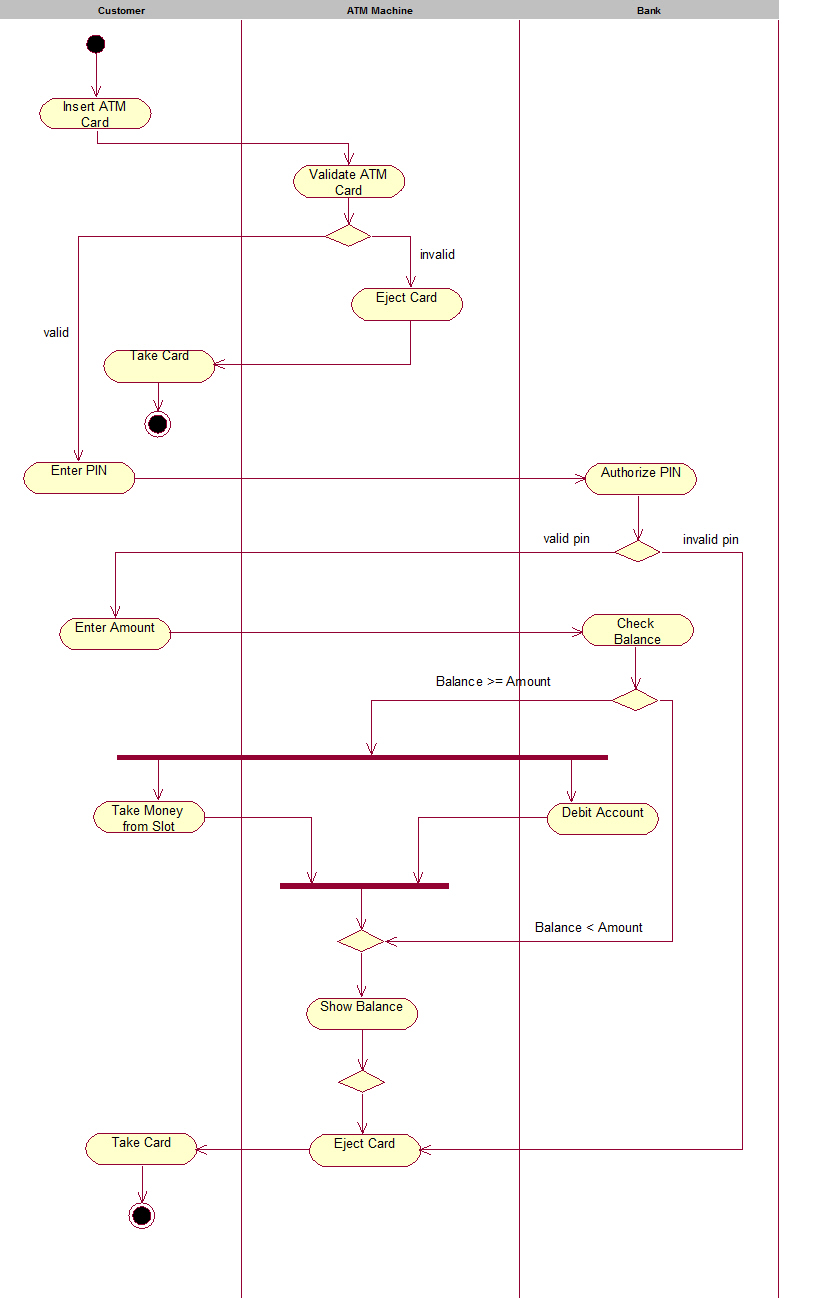 Customer
ATM Machine
Bank
Insert ATM
Card
Validate ATM
Card
invalid
Eject Card
valid
Take Card
Enter PIN
Authorize PIN
valid pin
invalid pin
Enter Amount
Check
Balance
Balance >= Amount
Take Money
from Slot
Debit Account
Balance < Amount
Show Balance
Take Card
Eject Card